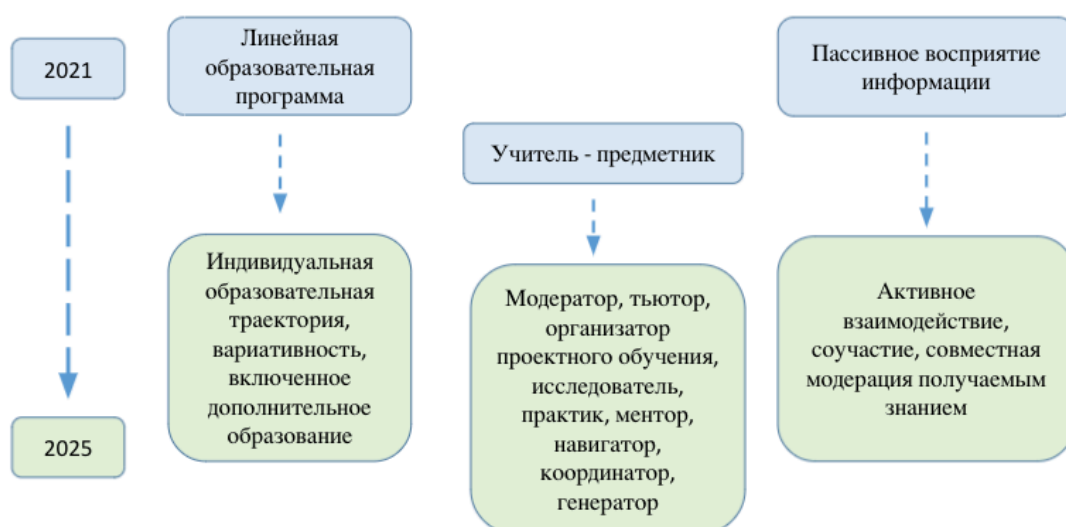 2021
Линейная
образовательная
программа
Пассивное восприятие
информации
Учитель - предметник
Индивидуальная
образовательная
траектория,
вариативность,
включенное
дополнительное
образование
Модератор, тьютор,
организатор
проектного обучения,
исследователь,
практик, ментор,
навигатор,
координатор,
генератор
Активное
взаимодействие,
соучастие, совместная
модерация получаемым
знанием
2025